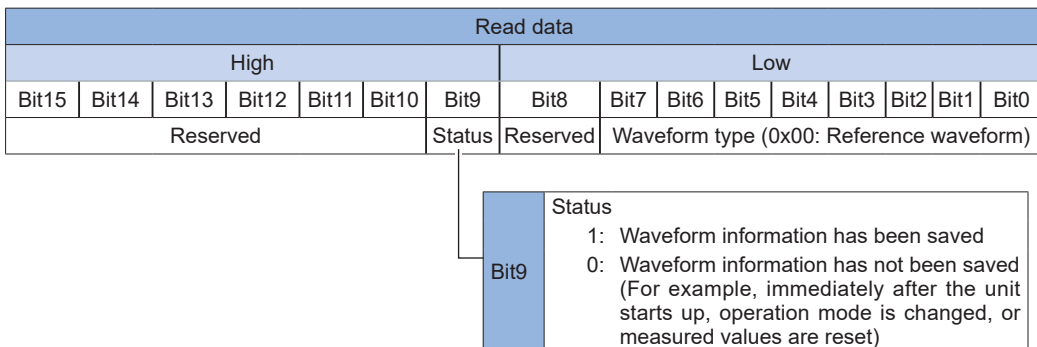 Read data
High Low
Bit15 Bit14 Bit13 Bit12 Bit11 Bit10 Bit9 Bit8 Bit7 Bit6 Bit5 Bit4 Bit3 Bit2 Bit1 Bit0
Reserved Status Reserved Waveform type (0x00: Reference waveform)
Status
1: Waveform information has been saved
Bit9
0: Waveform information has not been saved
(For example, immediately after the unit
starts up, operation mode is changed, or
measured values are reset)